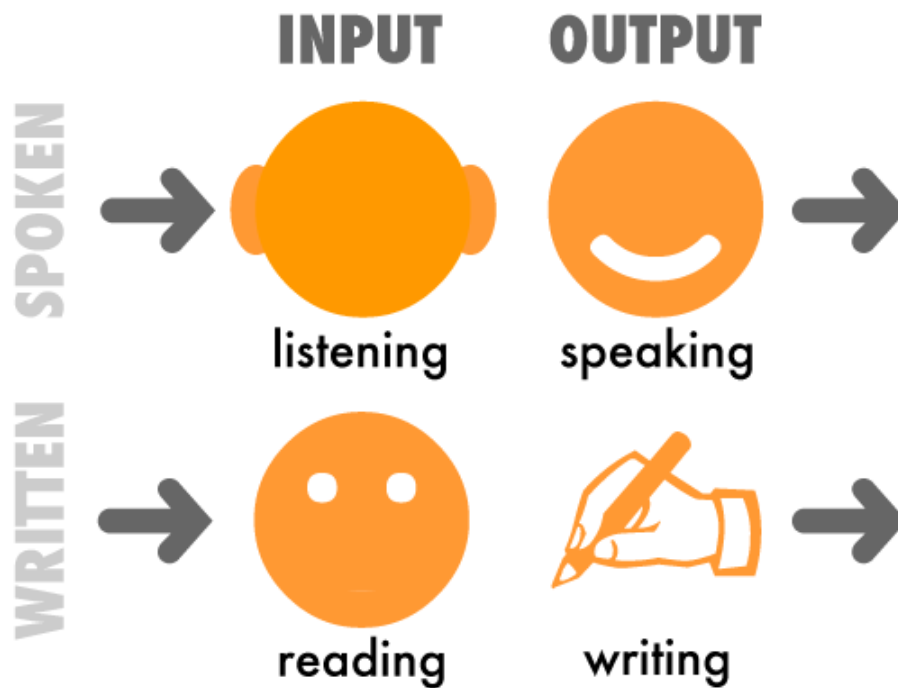 INPUT OUTPUT
SPOKEN
listening speaking
WRITTEN
reading writing